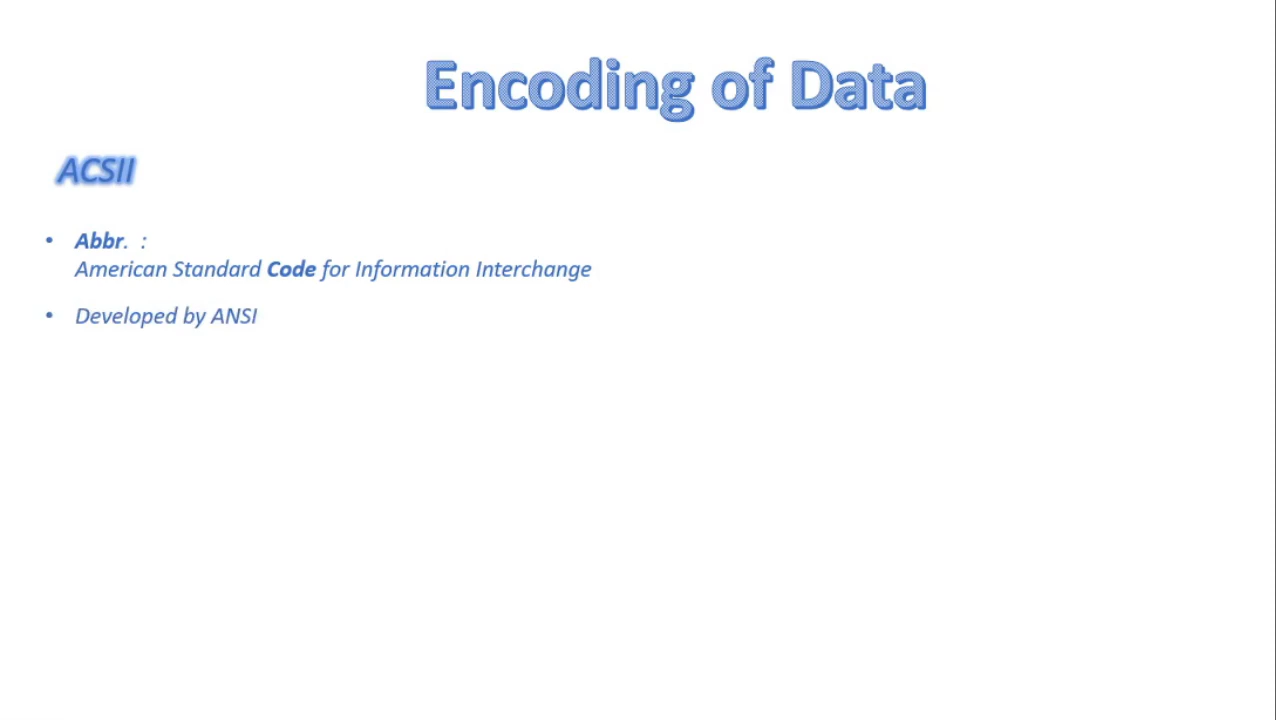 Encoding of Data
ACSII
• Abbr. :
American Standard Code for Information Interchange
• Developed by ANSI